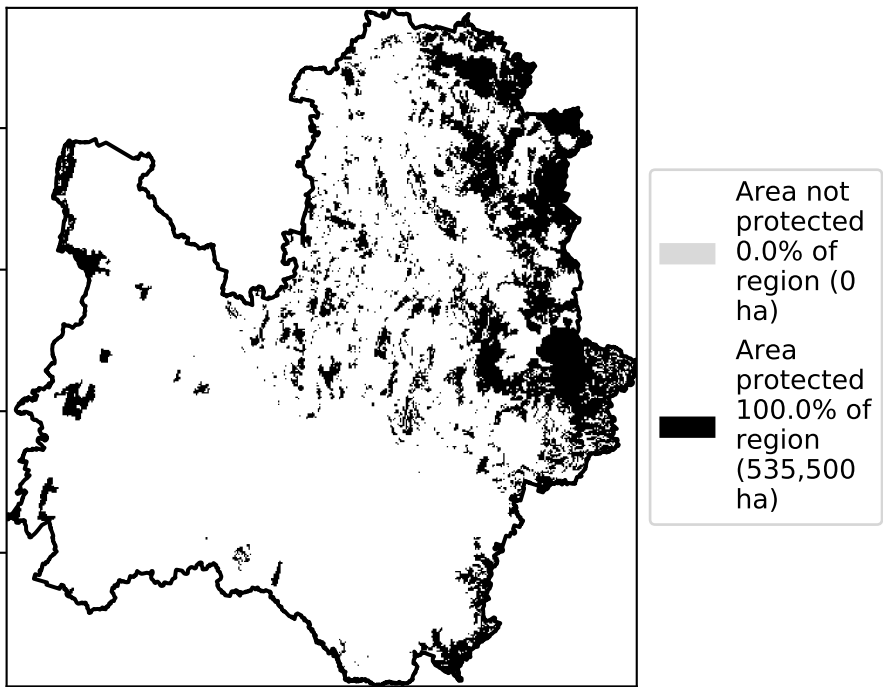 Area not
protected
0.0% of
region (0
ha)
Area
protected
100.0% of
region
(535,500
ha)